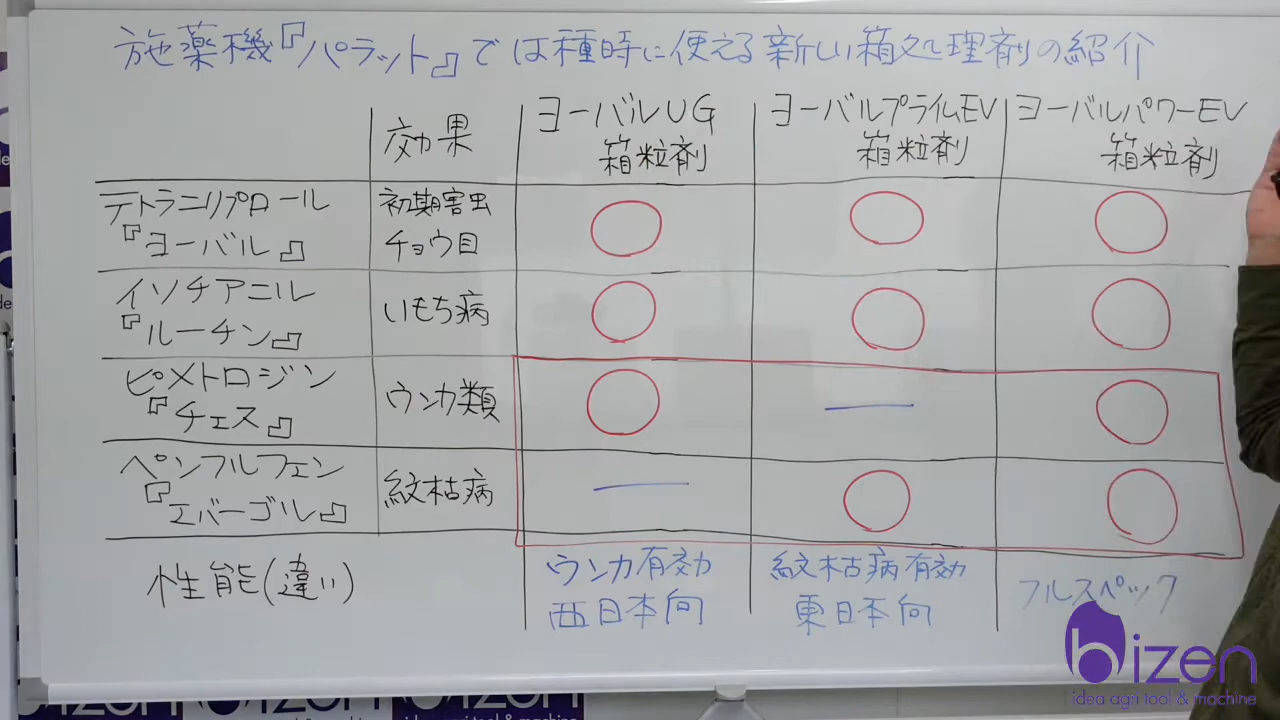 施薬機『パラット』では種時に使える新しい箱処理剤の紹介
効果
ヨーバルUG
箱粒剤
ヨーバルプライムEV
箱粒剤
ヨーバルパワーEV
箱粒剤
テトラニリプロール
『ヨーバル』
初期害虫
チョウ目
イソチアニル
『ルーチン』
いもち病
ピメトロジン
『チェス』
ウンカ類
ペンフルフェン
『エバーゴル』
紋枯病
性能(違い)
ウンカ有効
西日本向
紋枯病有効
東日本向
フルスペック
bizen
idea agri tool & machine